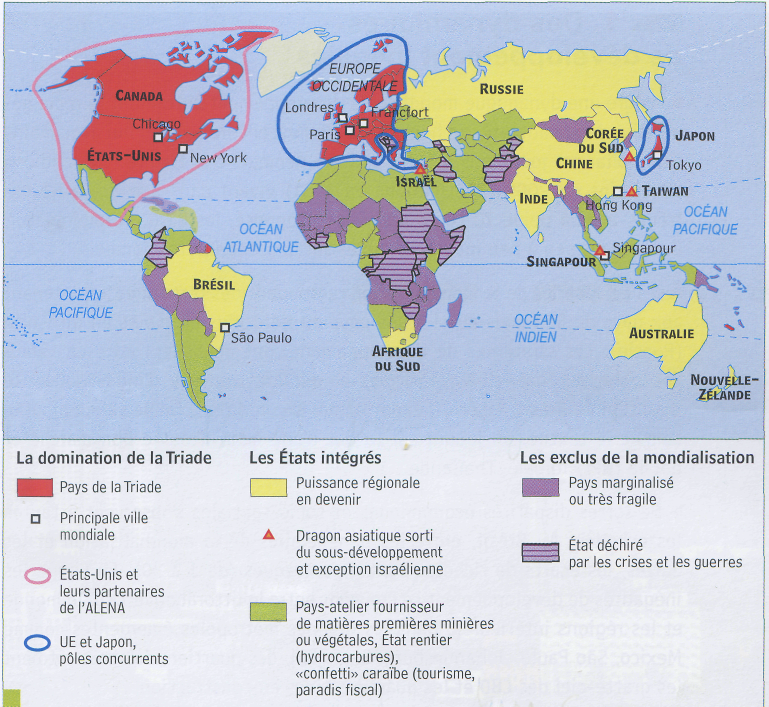 EUROPE
OCCIDENTALE
RUSSIE
CANADA
Londres
Francfort
Chicago
Paris
CORÉE
DU SUD
JAPON
ÉTATS-UNIS
New York
CHINE
Tokyo
ISRAËL
TAIWAN
INDE
Hong Kong
OCÉAN
ATLANTIQUE
OCÉAN
PACIFIQUE
Singapour
SINGAPOUR
BRÉSIL
OCÉAN
PACIFIQUE
São Paulo
OCÉAN
INDIEN
AUSTRALIE
AFRIQUE
DU SUD
NOUVELLE-
ZÉLANDE
La domination de la Triade
Pays de la Triade
Principale ville
mondiale
États-Unis et
leurs partenaires
de l'ALENA
UE et Japon,
pôles concurrents
Les États intégrés
Puissance régionale
en devenir
Dragon asiatique sorti
du sous-développement
et exception israélienne
Pays-atelier fournisseur
de matières premières minières
ou végétales, État rentier
(hydrocarbures),
«confetti» caraïbe (tourisme,
paradis fiscal)
Les exclus de la mondialisation
Pays marginalisé
ou très fragile
État déchiré
par les crises et les guerres